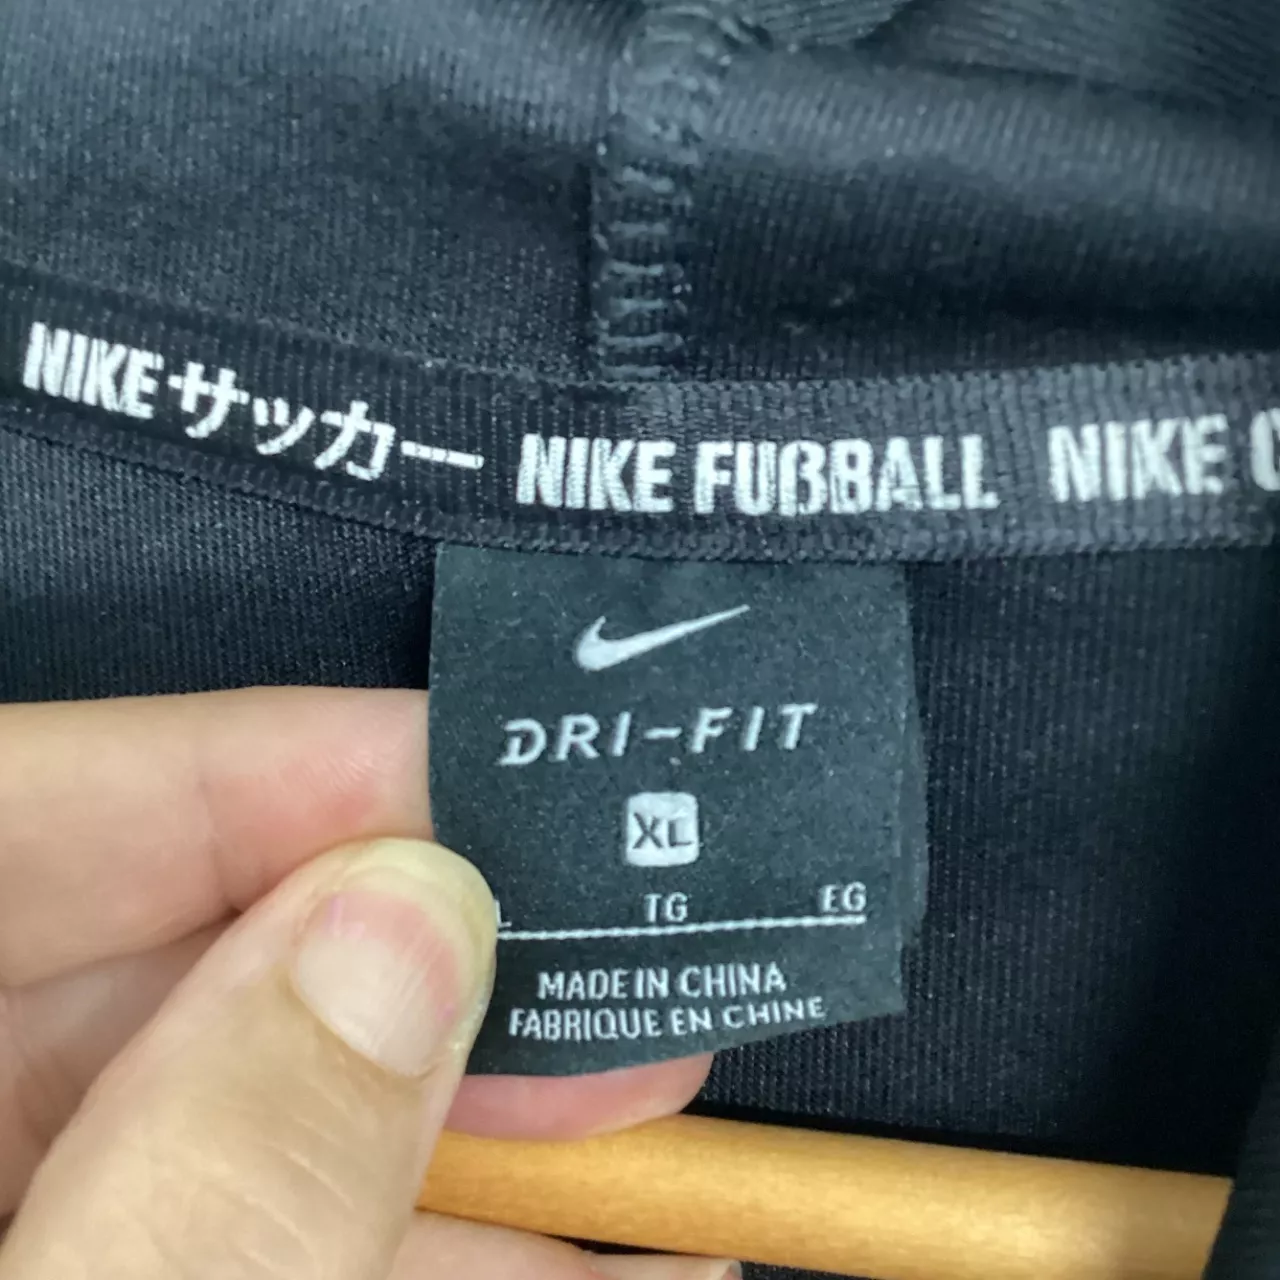 NIKE サッカー NIKE FUßBALL NIKE
DRI-FIT
XL
TG EG
MADE IN CHINA
FABRIQUE EN CHINE